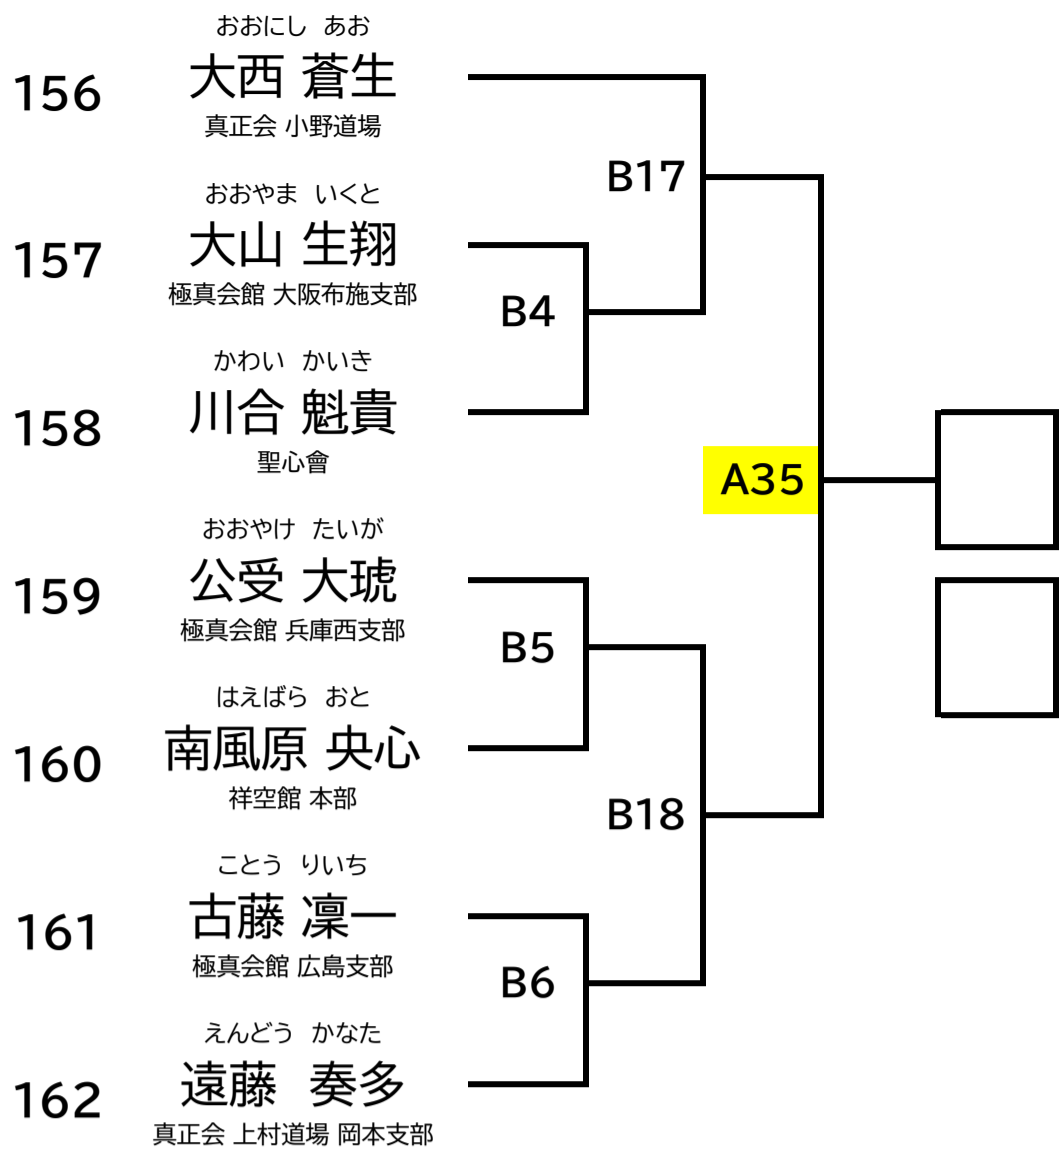 おおにし あお
156 大西 蒼生
真正会 小野道場
B17
おおやま いくと
157 大山 生翔
極真会館 大阪布施支部
B4
かわい かいき
158 川合 魁貴
聖心會
A35
おおやけ たいが
159 公受 大琥
極真会館 兵庫西支部
B5
はえばら おと
160 南風原 央心
祥空館 本部
B18
ことう りいち
161 古藤 凜一
極真会館 広島支部
B6
えんどう かなた
162 遠藤 奏多
真正会 上村道場 岡本支部